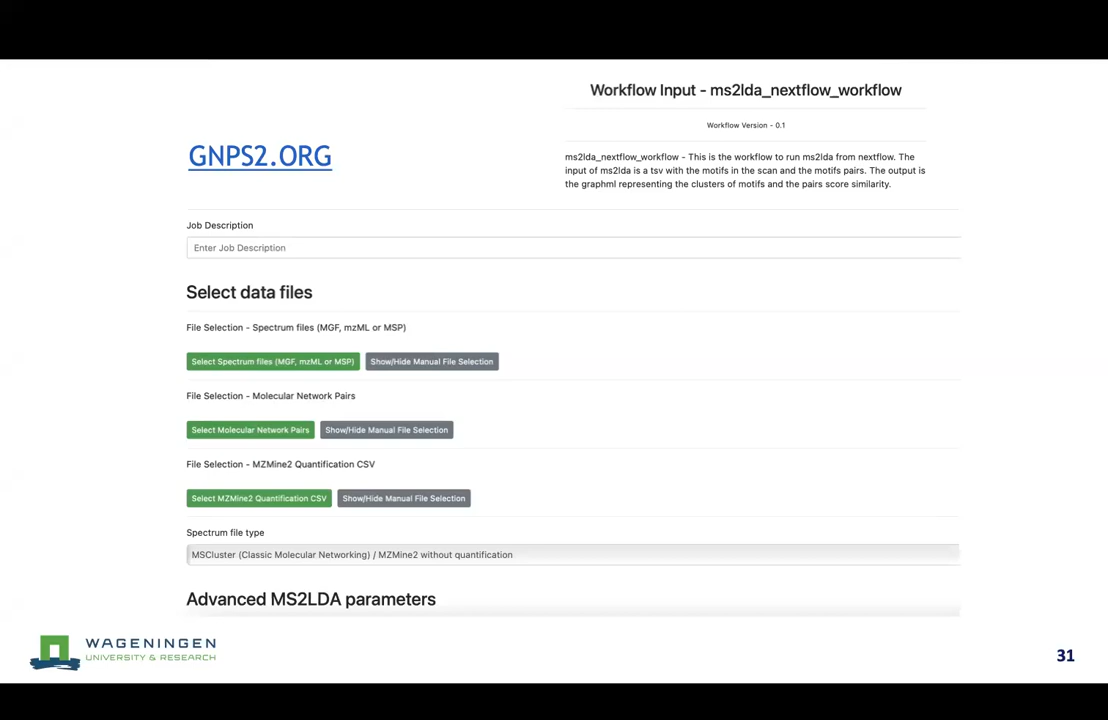 Workflow Input - ms2lda_nextflow_workflow
Workflow Version - 0.1
GNPS2.ORG
ms2lda_nextflow_workflow - This is the workflow to run ms2lda from nextflow. The
input of ms2lda is a tsv with the motifs in the scan and the motifs pairs. The output is
the graphml representing the clusters of motifs and the pairs score similarity.
Job Description
Enter Job Description
Select data files
File Selection - Spectrum files (MGF, mzML or MSP)
Select Spectrum files (MGF, mzML or MSP) Show/Hide Manual File Selection
File Selection - Molecular Network Pairs
Select Molecular Network Pairs Show/Hide Manual File Selection
File Selection - MZMine2 Quantification CSV
Select MZMine2 Quantification CSV Show/Hide Manual File Selection
Spectrum file type
MSCluster (Classic Molecular Networking) / MZMine2 without quantification
Advanced MS2LDA parameters
WAGENINGEN
UNIVERSITY & RESEARCH
31